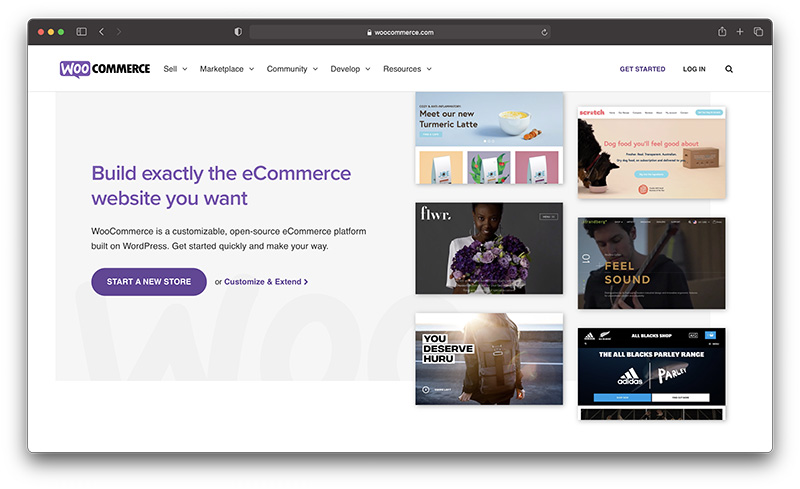 woocommerce.com
WOO COMMERCE
Sell
Marketplace
Community
Develop
Resources
GET STARTED
LOG IN
Build exactly the eCommerce
website you want
WooCommerce is a customizable, open-source eCommerce platform
built on WordPress. Get started quickly and make your way.
START A NEW STORE
or Customize & Extend
WOO
Meet our new
Turmeric Latte
scratch
Dog food you'll feel good about
flwr.
01
FEEL
SOUND
YOU
DESERVE
HURU
ALL BLACKS SHOP
THE ALL BLACKS PARLEY RANGE
adidas
PARLEY